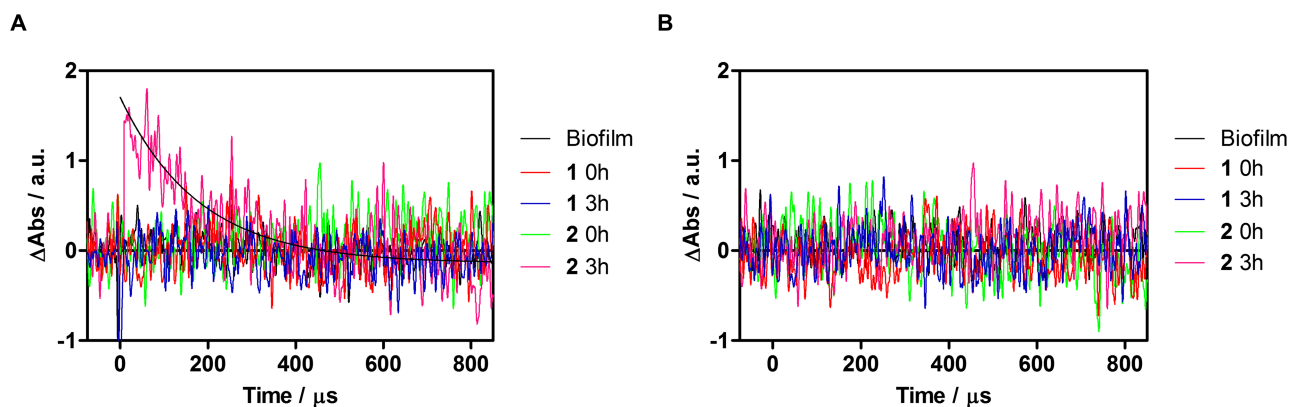 A
B
2
1
0
-1
ΔAbs / a.u.
0
200
400
600
800
Time / μs
Biofilm
1 0h
1 3h
2 0h
2 3h
2
1
0
-1
ΔAbs / a.u.
0
200
400
600
800
Time / μs
Biofilm
1 0h
1 3h
2 0h
2 3h